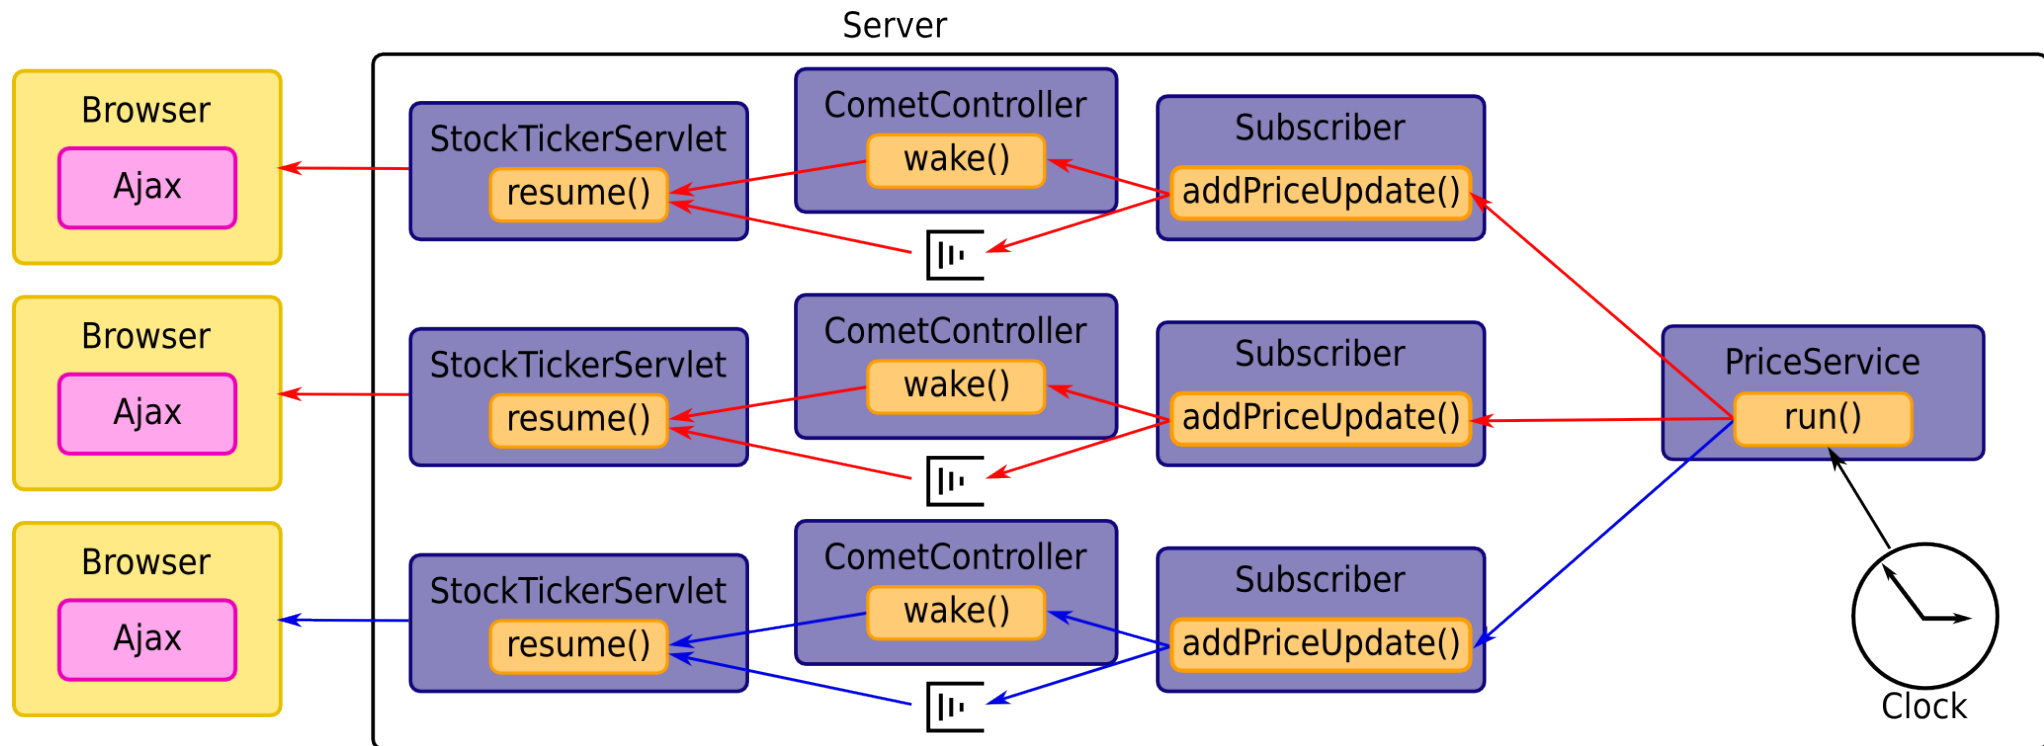 Server
Browser
Ajax
StockTickerServlet
resume()
CometController
wake()
Subscriber
addPriceUpdate()
Browser
Ajax
StockTickerServlet
resume()
CometController
wake()
Subscriber
addPriceUpdate()
PriceService
run()
Browser
Ajax
StockTickerServlet
resume()
CometController
wake()
Subscriber
addPriceUpdate()
Clock